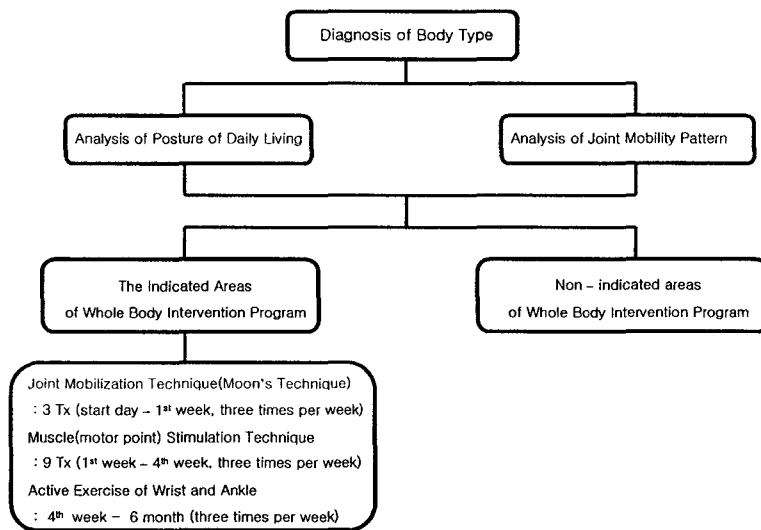 Diagnosis of Body Type
Analysis of Posture of Daily Living
Analysis of Joint Mobility Pattern
The Indicated Areas
of Whole Body Intervention Program
Non - indicated areas
of Whole Body Intervention Program
Joint Mobilization Technique(Moon's Technique)
: 3 Tx (start day - 1st week, three times per week)
Muscle(motor point) Stimulation Technique
: 9 Tx (1st week - 4th week, three times per week)
Active Exercise of Wrist and Ankle
: 4th week - 6 month (three times per week)